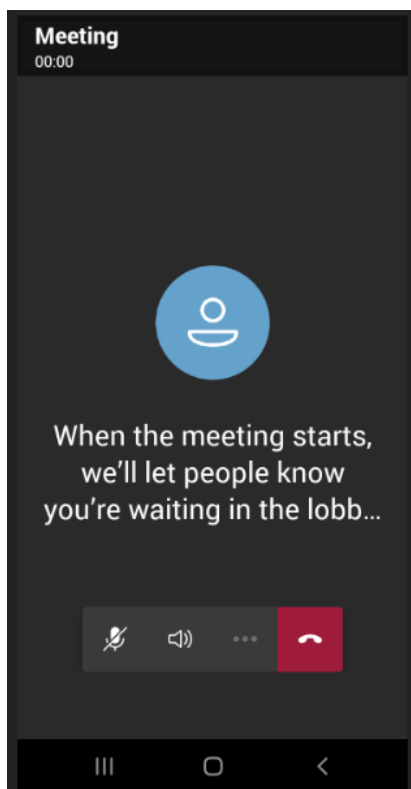 Meeting
00:00
When the meeting starts,
we'll let people know
you're waiting in the lobb...